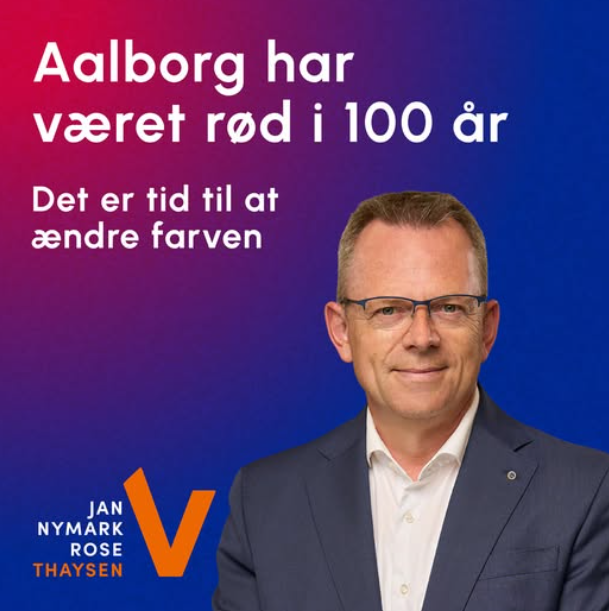 Aalborg har
været rød i 100 år
Det er tid til at
ændre farven
JAN
NYMARK
ROSE
THAYSEN
V